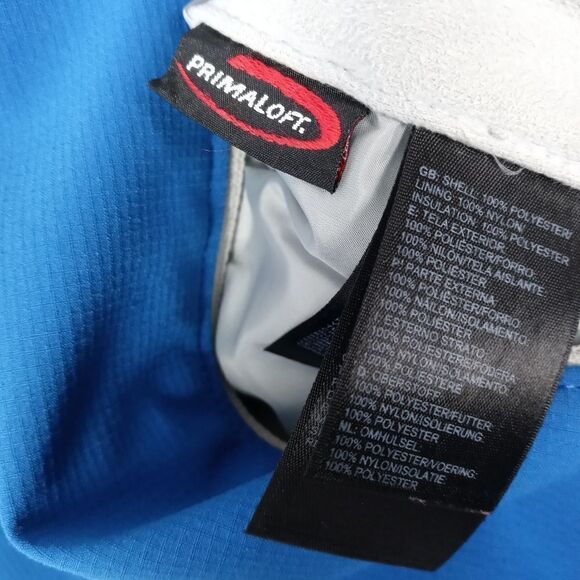 PRIMALOFT.
GB: SHELL: 100% POLYESTER/
LINING: 100% NYLON/
INSULATION: 100% POLYESTER
E: TELA EXTERIOR:
100% POLIÉSTER/FORRO:
100% NILON/TELA AISLANTE:
100% POLIÉSTER
P: PARTE EXTERNA
100% POLIÉSTER/FORRO:
100% NÁILON/ISOLAMENTO:
100% POLIÉSTER
ESTERNO STRATO
100% POLIESTERE/FODERA
100% NYLON/ISOLAMENTO:
100% POLIESTERE
D: OBERSTOFF:
100% POLYESTER/FUTTER:
100% NYLON/ISOLIERUNG:
100% POLYESTER
NL: OMHULSEL:
100% POLYESTER/VOERING:
100% NYLON/ISOLATIE
100% POLYESTER